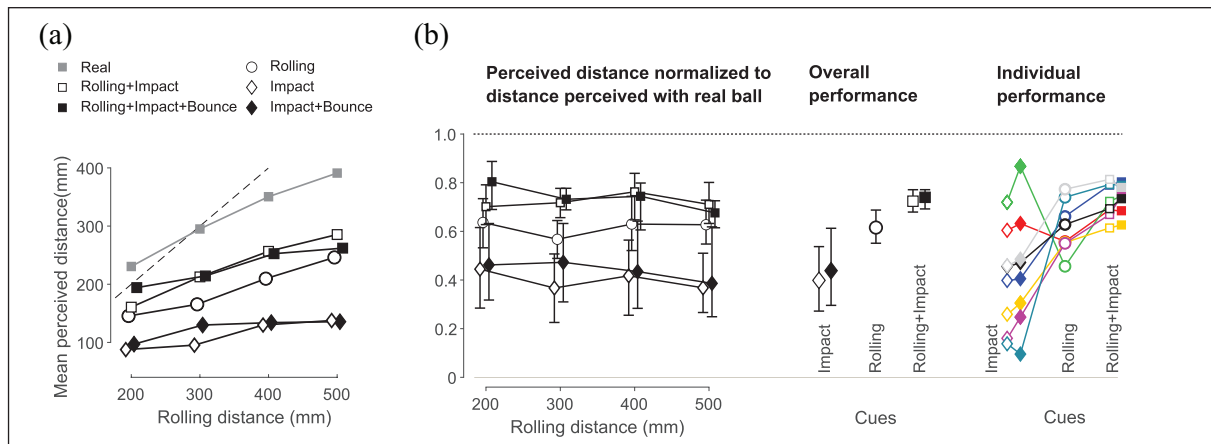 (a)
Real
Rolling
Rolling+Impact
Impact
Rolling+Impact+Bounce
Impact+Bounce
Mean perceived distance(mm)
400
300
200
100
200
300
400
500
Rolling distance (mm)
(b)
Perceived distance normalized to
distance perceived with real ball
Overall
performance
Individual
performance
1.0
0.8
0.6
0.4
0.2
0
200
300
400
500
Rolling distance (mm)
Impact
Rolling
Rolling+Impact
Cues
Impact
Rolling
Rolling+Impact
Cues